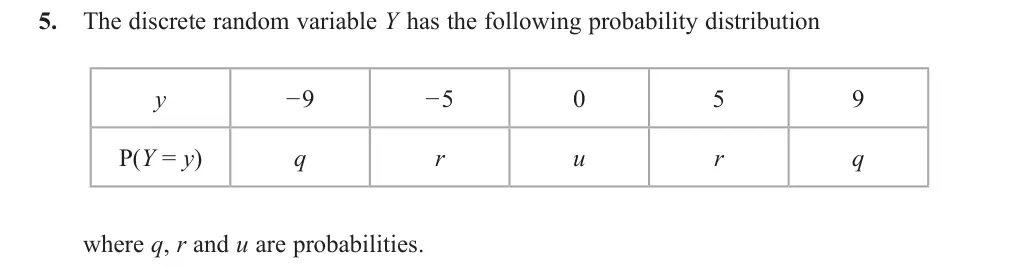 5. The discrete random variable Y has the following probability distribution
y −9 −5 0 5 9
P(Y = y) q r u r q
where q, r and u are probabilities.